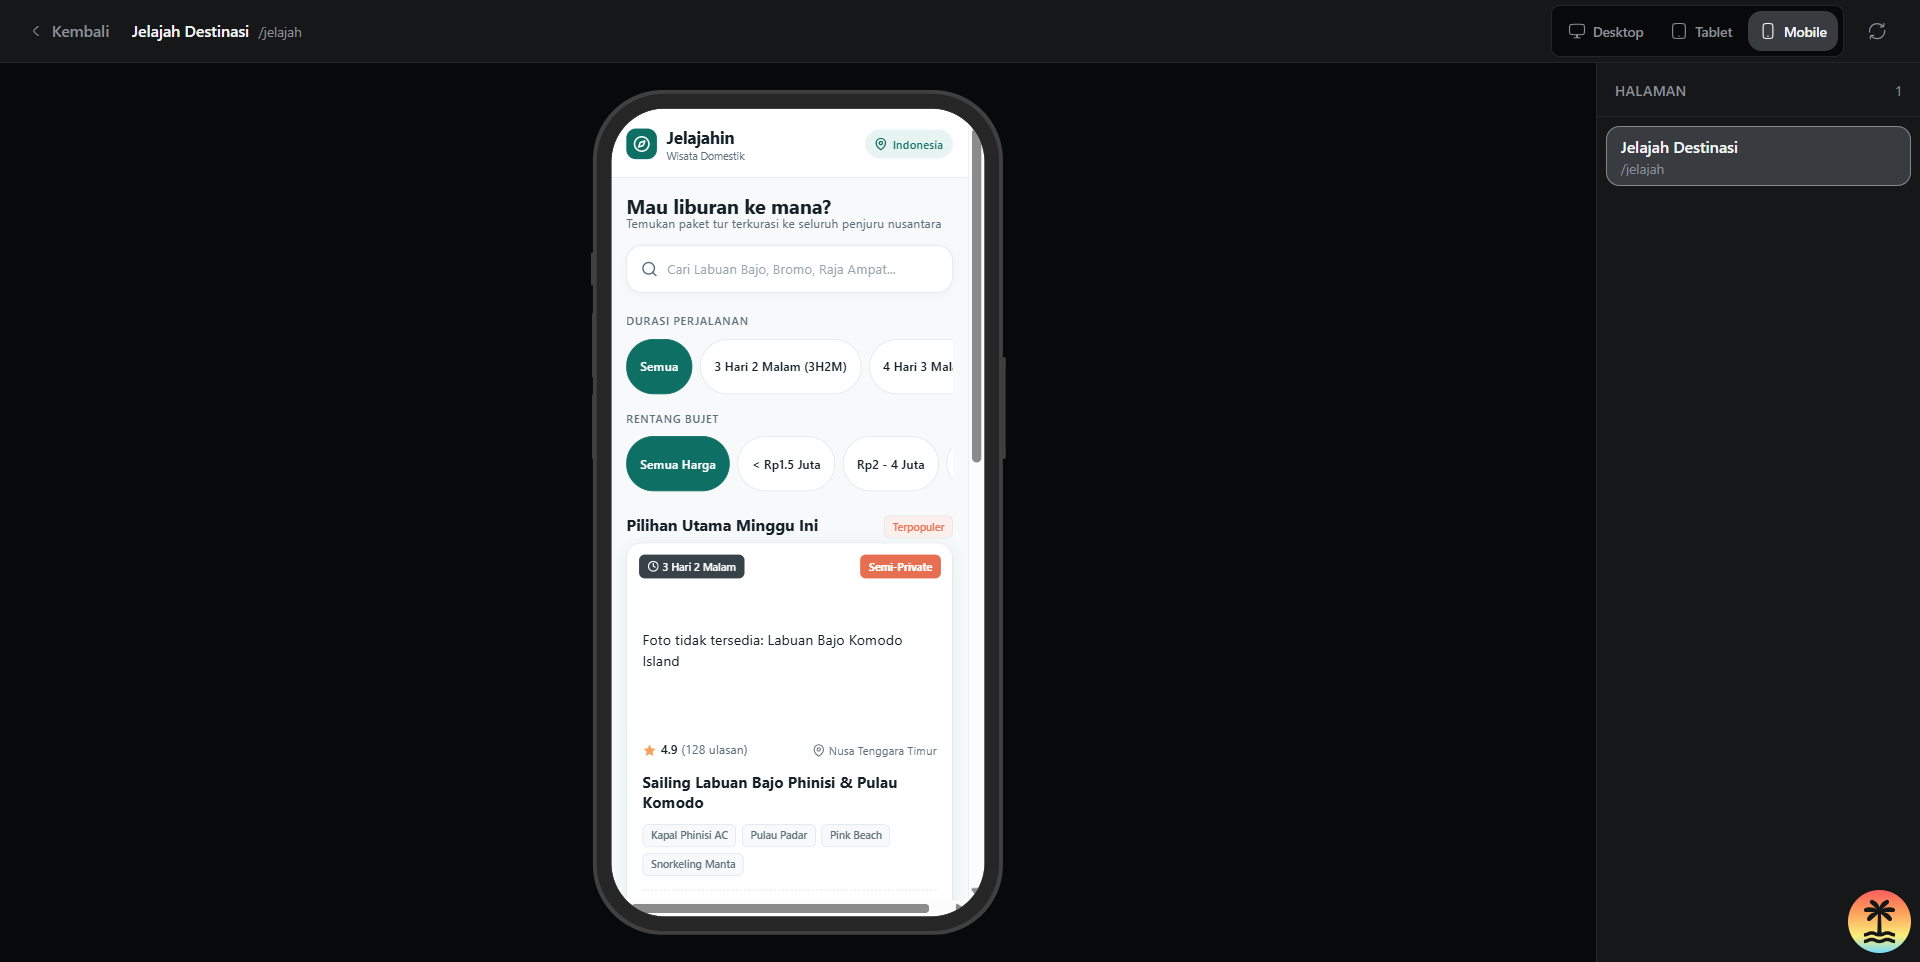 Kembali
Jelajah Destinasi /jelajah
Desktop
Tablet
Mobile
HALAMAN 1
Jelajah Destinasi
/jelajah
Jelajahin
Wisata Domestik
Indonesia
Mau liburan ke mana?
Temukan paket tur terkurasi ke seluruh penjuru nusantara
Cari Labuan Bajo, Bromo, Raja Ampat...
DURASI PERJALANAN
Semua
3 Hari 2 Malam (3H2M)
4 Hari 3 Mal
RENTANG BUJET
Semua Harga
< Rp1.5 Juta
Rp2 - 4 Juta
Pilihan Utama Minggu Ini
Terpopuler
3 Hari 2 Malam
Semi-Private
Foto tidak tersedia: Labuan Bajo Komodo
Island
4.9 (128 ulasan)
Nusa Tenggara Timur
Sailing Labuan Bajo Phinisi & Pulau
Komodo
Kapal Phinisi AC
Pulau Padar
Pink Beach
Snorkeling Manta